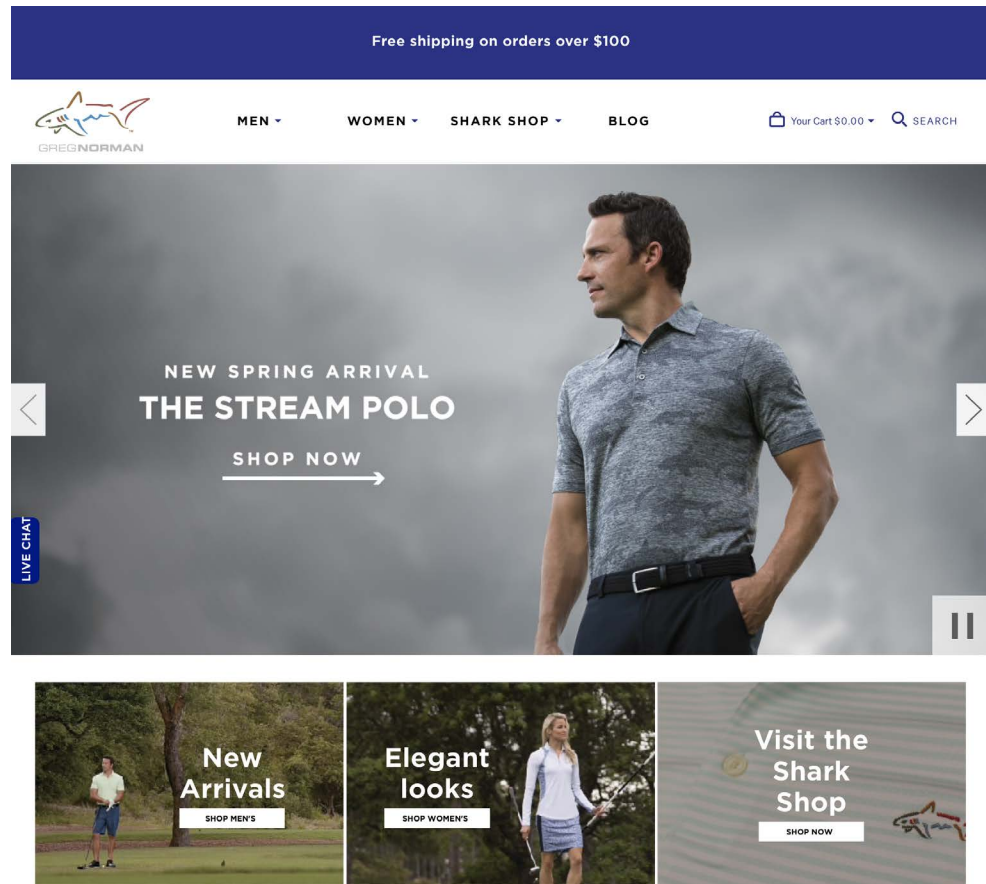 Free shipping on orders over $100
GREGNORMAN
MEN
WOMEN
SHARK SHOP
BLOG
Your Cart $0.00
SEARCH
NEW SPRING ARRIVAL
THE STREAM POLO
SHOP NOW
LIVE CHAT
New
Arrivals
SHOP MEN'S
Elegant
looks
SHOP WOMEN'S
Visit the
Shark
Shop
SHOP NOW